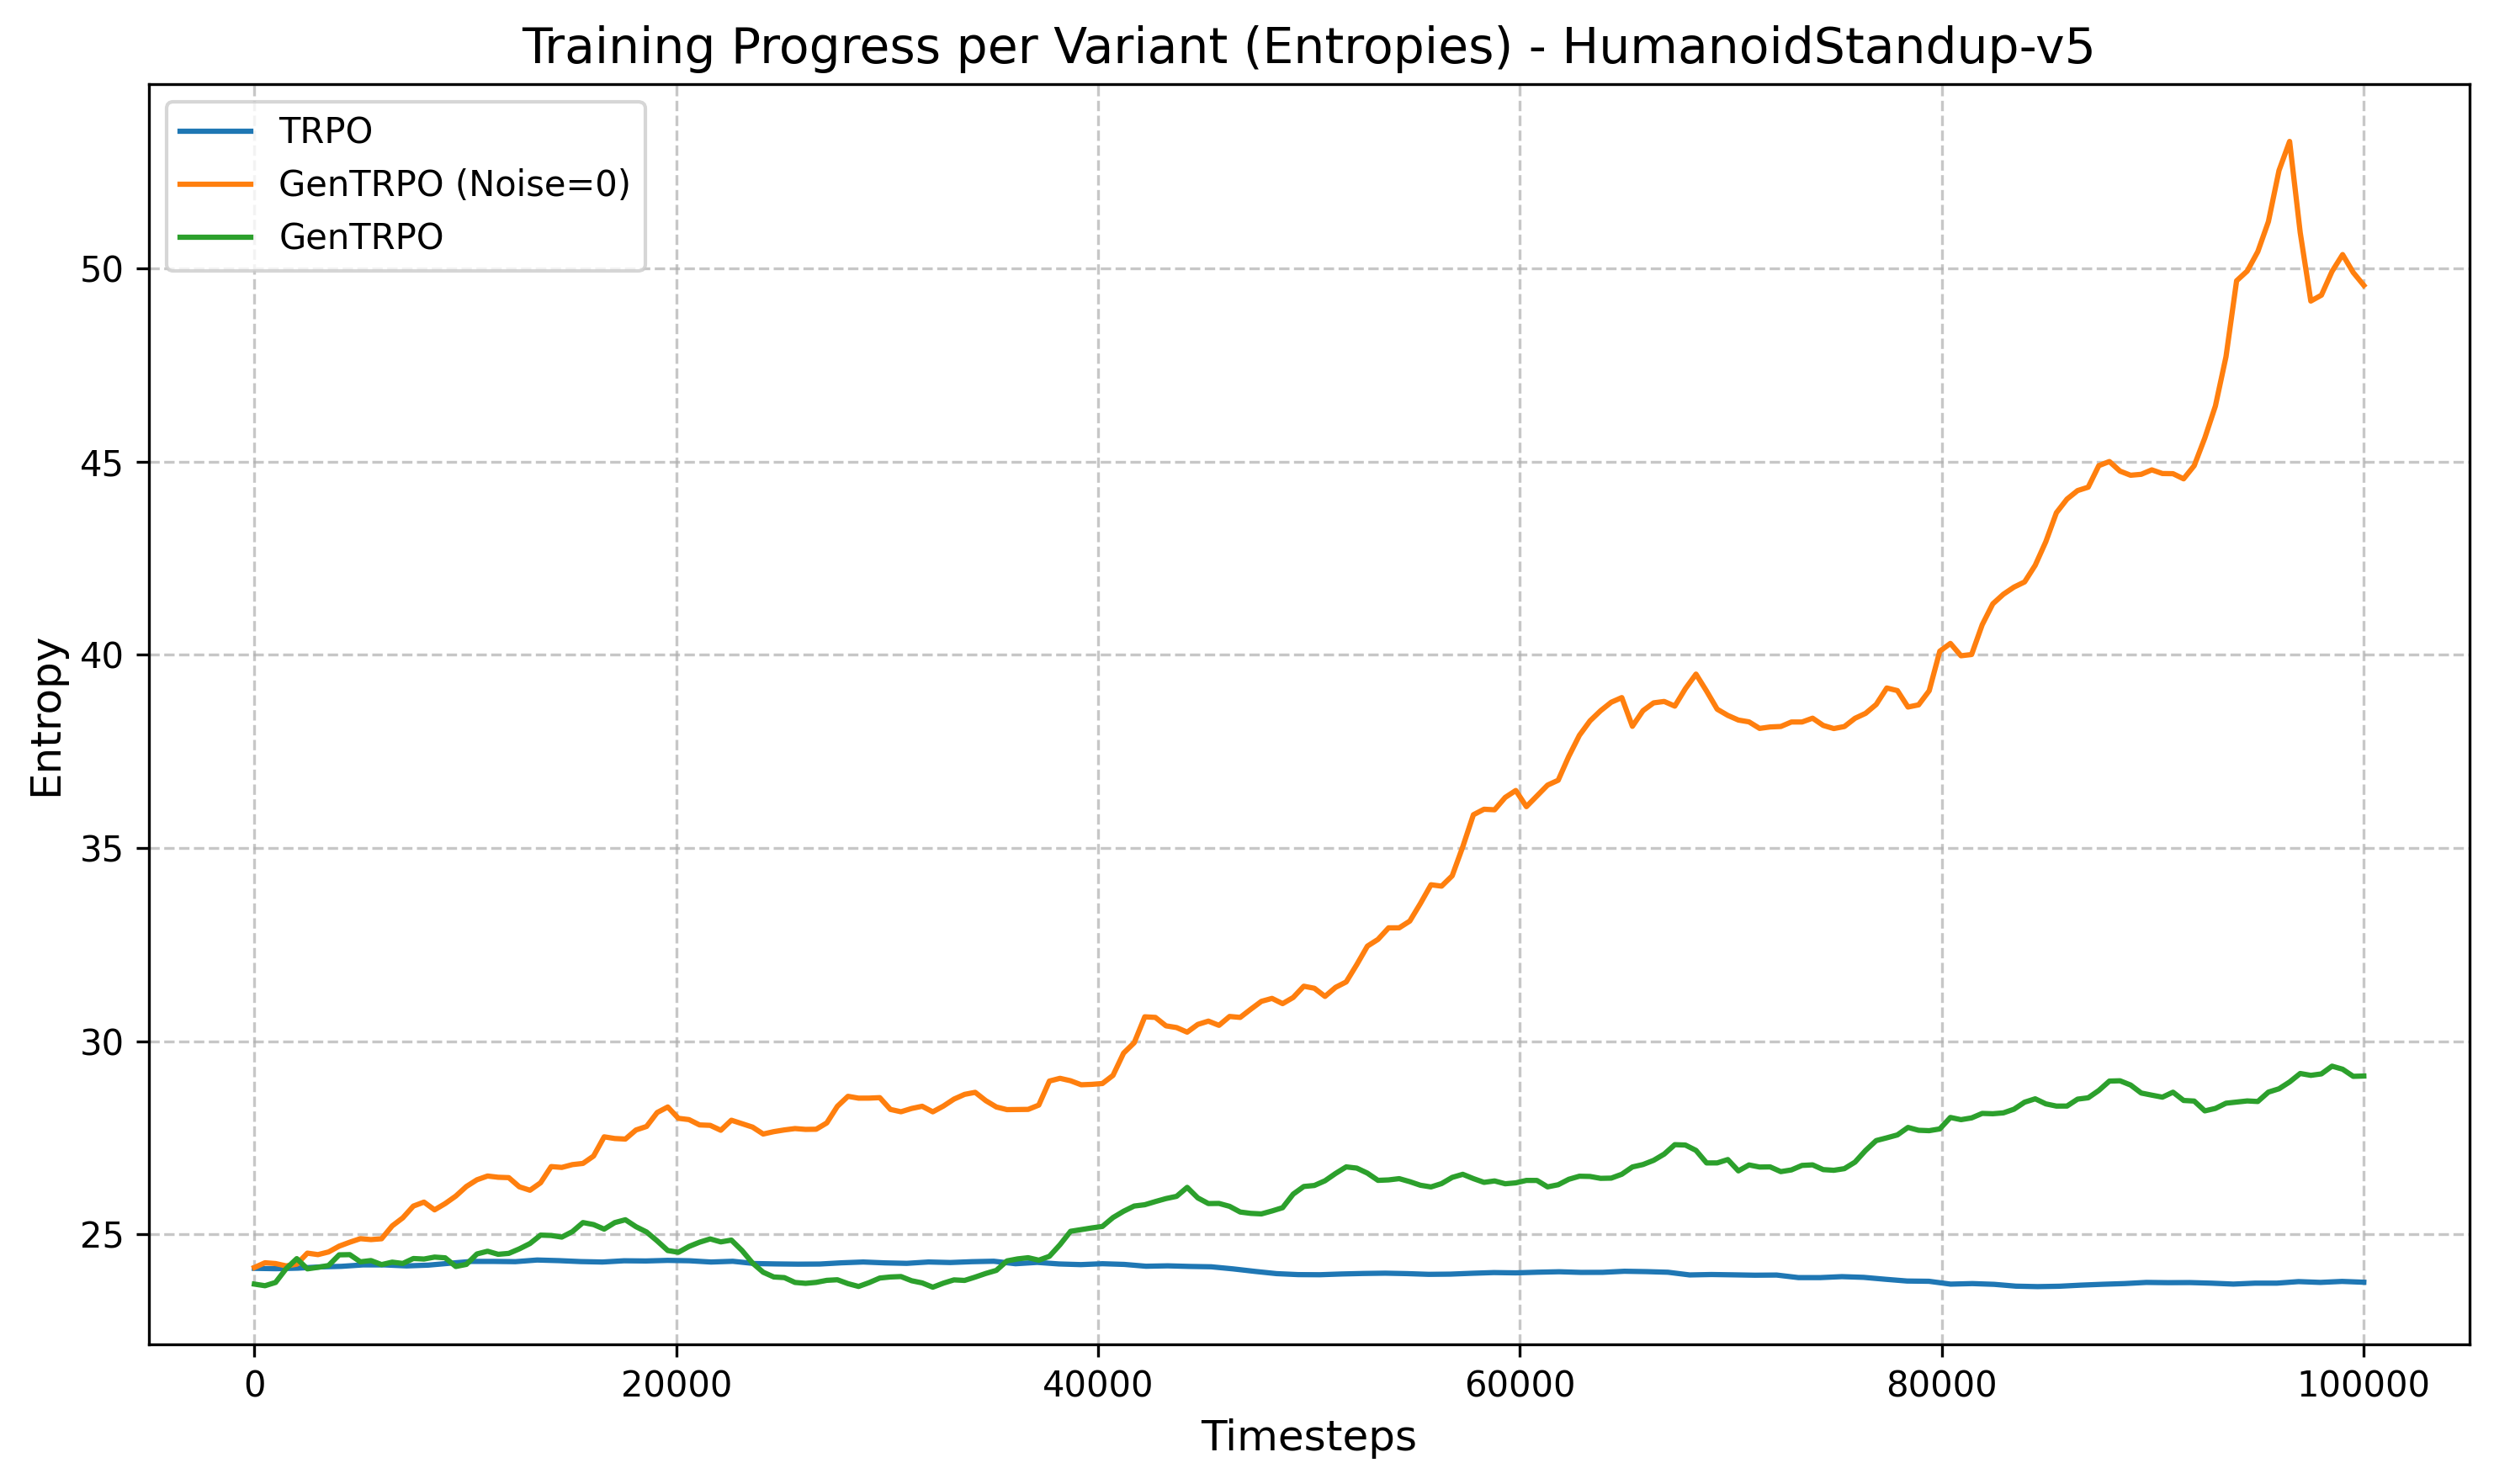 Training Progress per Variant (Entropies) - HumanoidStandup-v5
TRPO
GenTRPO (Noise=0)
GenTRPO
50
45
40
35
30
25
Entropy
0
20000
40000
60000
80000
100000
Timesteps